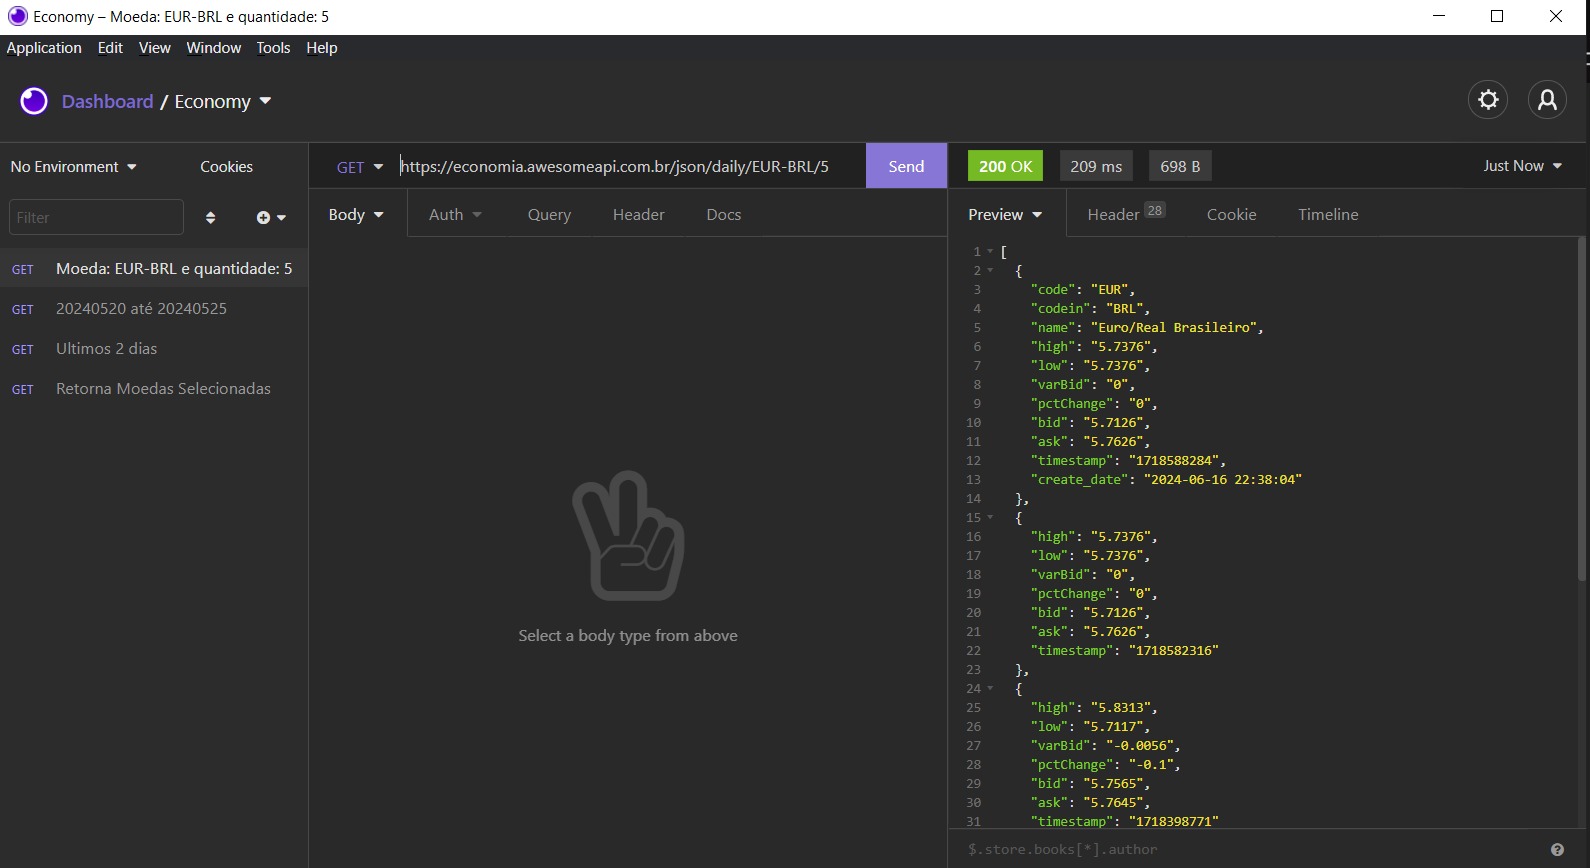 Economy – Moeda: EUR-BRL e quantidade: 5
Application Edit View Window Tools Help
Dashboard / Economy
No Environment Cookies
Filter
GET Moeda: EUR-BRL e quantidade: 5
GET 20240520 até 20240525
GET Ultimos 2 dias
GET Retorna Moedas Selecionadas
GET https://economia.awesomeapi.com.br/json/daily/EUR-BRL/5 Send
Body Auth Query Header Docs
Select a body type from above
200 OK 209 ms 698 B Just Now
Preview Header 28 Cookie Timeline
1 [
2 {
3 "code": "EUR",
4 "codein": "BRL",
5 "name": "Euro/Real Brasileiro",
6 "high": "5.7376",
7 "low": "5.7376",
8 "varBid": "0",
9 "pctChange": "0",
10 "bid": "5.7126",
11 "ask": "5.7626",
12 "timestamp": "1718588284",
13 "create_date": "2024-06-16 22:38:04"
14 },
15 {
16 "high": "5.7376",
17 "low": "5.7376",
18 "varBid": "0",
19 "pctChange": "0",
20 "bid": "5.7126",
21 "ask": "5.7626",
22 "timestamp": "1718582316"
23 },
24 {
25 "high": "5.8313",
26 "low": "5.7117",
27 "varBid": "-0.0056",
28 "pctChange": "-0.1",
29 "bid": "5.7565",
30 "ask": "5.7645",
31 "timestamp": "1718398771"
$.store.books[*].author